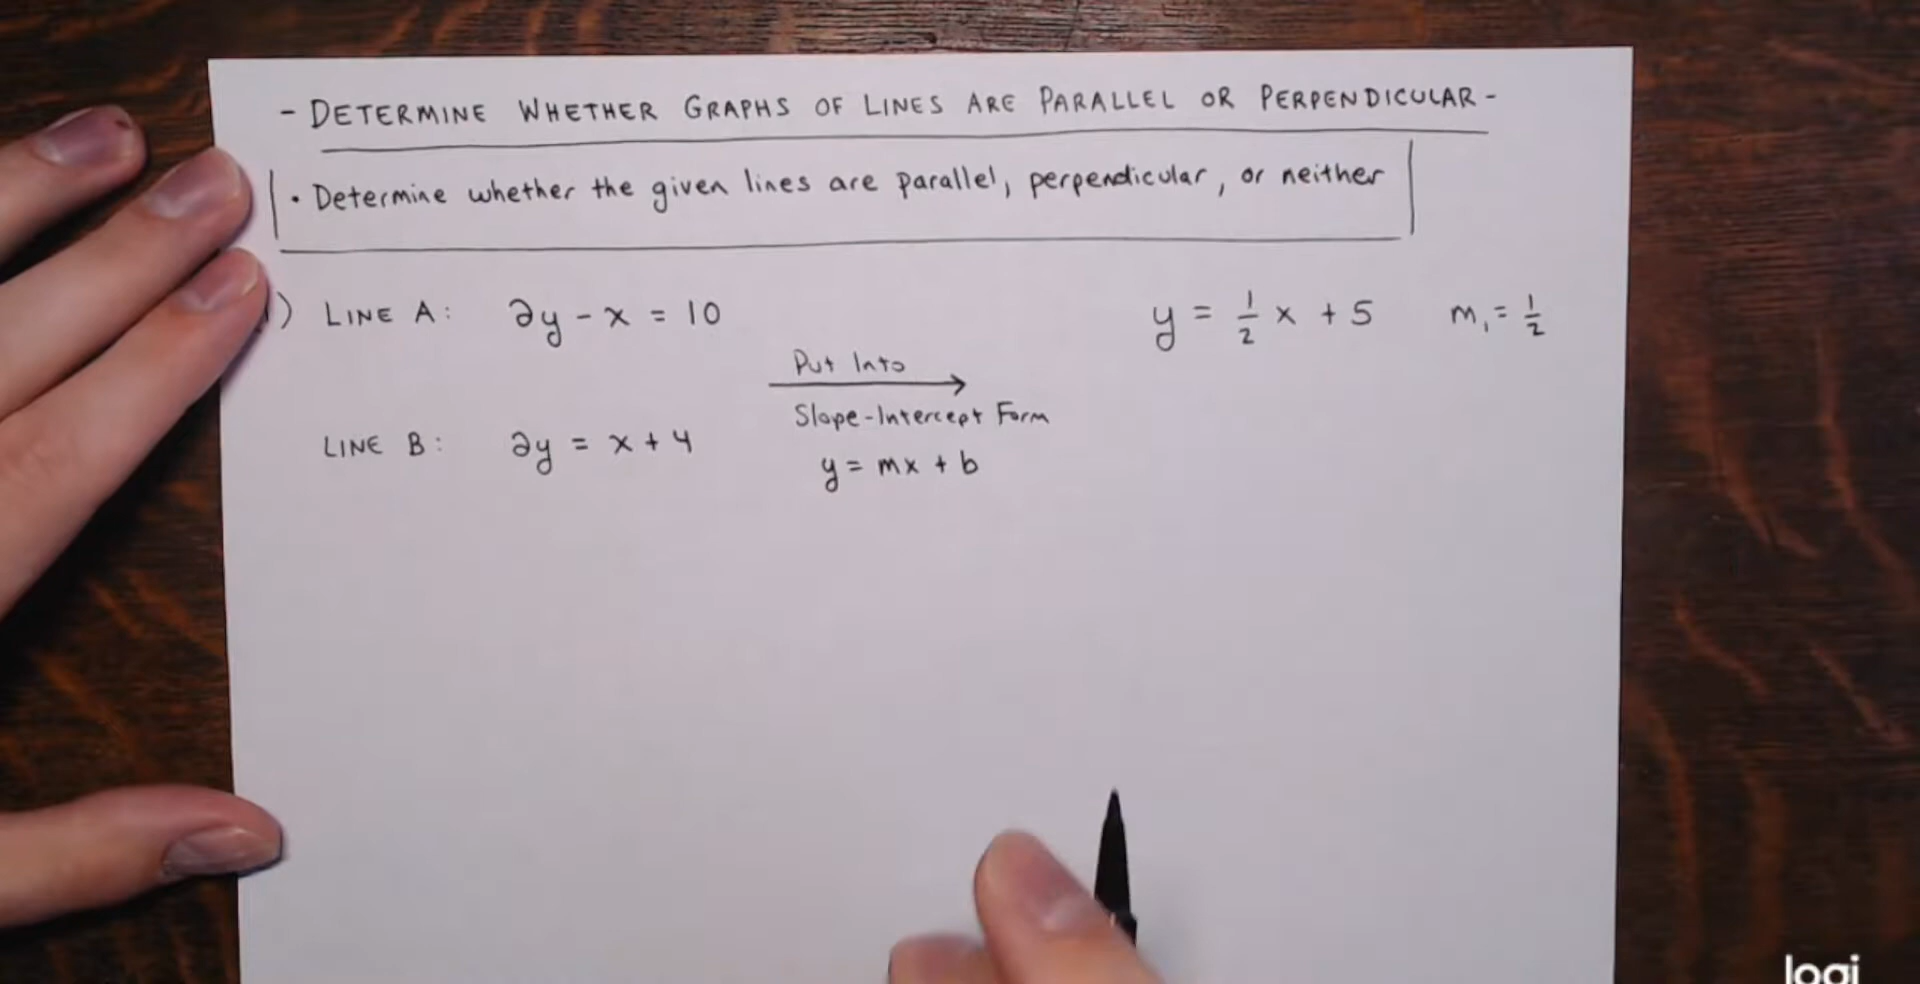 - DETERMINE WHETHER GRAPHS OF LINES ARE PARALLEL OR PERPENDICULAR -
• Determine whether the given lines are parallel, perpendicular, or neither
) LINE A: 2y - x = 10
y = 1/2 x + 5 m₁ = 1/2
Put Into
Slope-Intercept Form
y = mx + b
LINE B: 2y = x + 4
logi